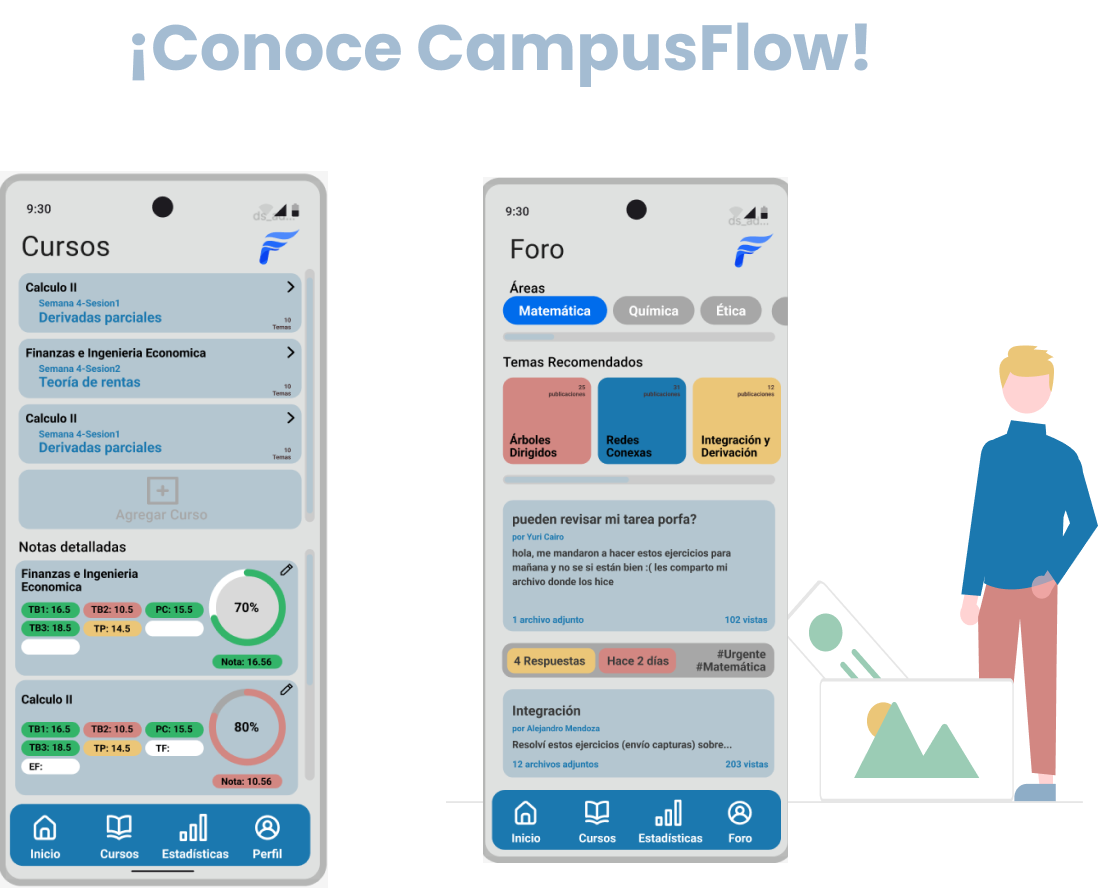 ¡Conoce CampusFlow!
9:30
Cursos
Calculo II
Semana 4-Sesion1
Derivadas parciales
10
Temas
Finanzas e Ingenieria Economica
Semana 4-Sesion2
Teoría de rentas
10
Temas
Calculo II
Semana 4-Sesion1
Derivadas parciales
10
Temas
Agregar Curso
Notas detalladas
Finanzas e Ingenieria
Economica
TB1: 16.5 TB2: 10.5 PC: 15.5
TB3: 18.5 TP: 14.5
70%
Nota: 16.56
Calculo II
TB1: 16.5 TB2: 10.5 PC: 15.5
TB3: 18.5 TP: 14.5 TF:
EF:
80%
Nota: 10.56
Inicio Cursos Estadísticas Perfil
9:30
Foro
Áreas
Matemática Química Ética
Temas Recomendados
25
publicaciones
Árboles
Dirigidos
publicaciones
Redes
Conexas
12
publicaciones
Integración y
Derivación
pueden revisar mi tarea porfa?
por Yuri Cairo
hola, me mandaron a hacer estos ejercicios para
mañana y no se si están bien :( les comparto mi
archivo donde los hice
1 archivo adjunto 102 vistas
4 Respuestas Hace 2 días #Urgente
#Matemática
Integración
por Alejandro Mendoza
Resolví estos ejercicios (envío capturas) sobre...
12 archivos adjuntos 203 vistas
Inicio Cursos Estadísticas Foro